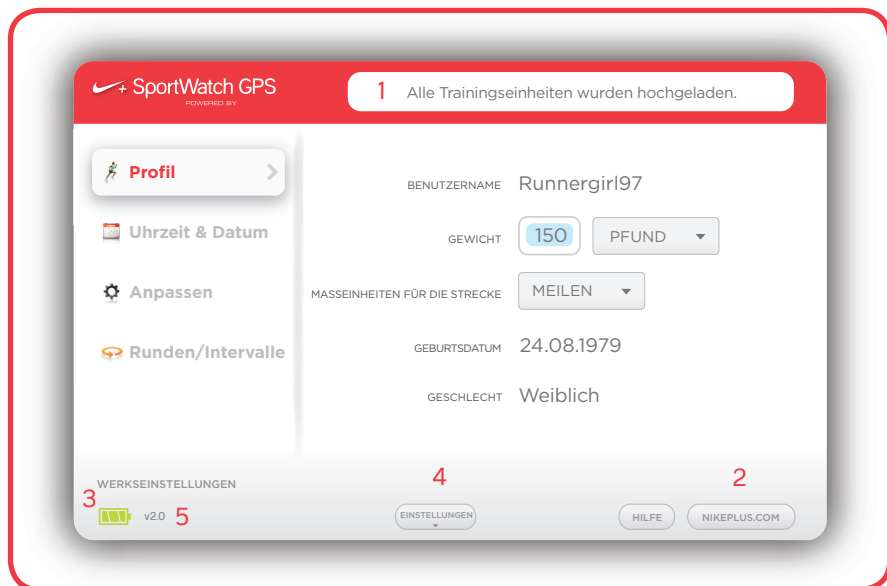 + SportWatch GPS
POWERED BY
1 Alle Trainingseinheiten wurden hochgeladen.
Profil
Uhrzeit & Datum
Anpassen
Runden/Intervalle
BENUTZERNAME Runnergirl97
GEWICHT 150 PFUND
MASSEINHEITEN FÜR DIE STRECKE MEILEN
GEBURTSDATUM 24.08.1979
GESCHLECHT Weiblich
WERKSEINSTELLUNGEN
3 v2.0 5
4
EINSTELLUNGEN
2
HILFE NIKEPLUS.COM